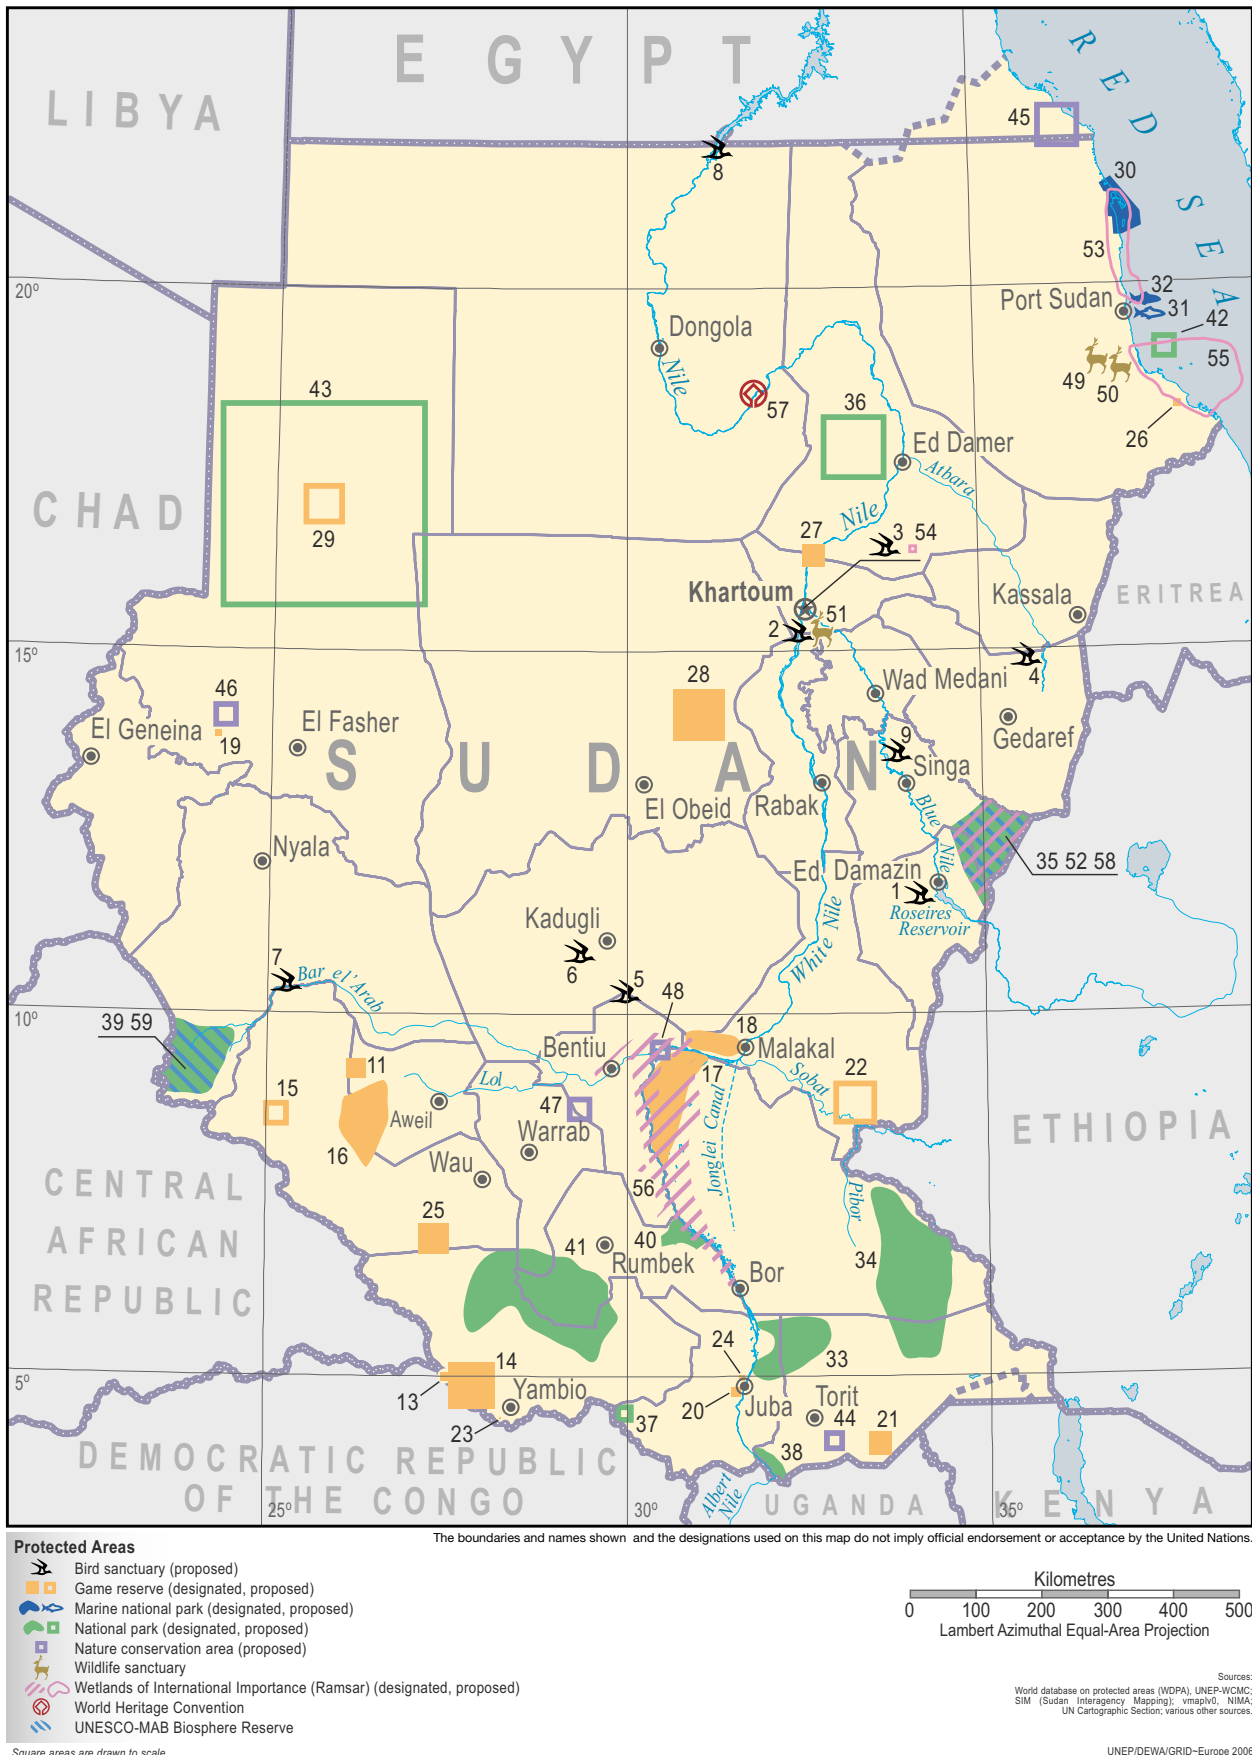 EGYPT
LIBYA
RED SEA
45
8
30
53
20°
32
Port Sudan
31
42
Dongola
Nile
49
50
55
43
57
36
26
Ed Damer
Atbara
CHAD
29
Nile
27
3 54
Khartoum
Kassala
ERITREA
2
51
15°
4
28
Wad Medani
46
El Geneina
19
El Fasher
Gedaref
9
SUDAN
Singa
El Obeid
Rabak
Blue Nile
Nyala
Ed Damazin
35 52 58
1
Roseires
Reservoir
Kadugli
White Nile
7
Bar el'Arab
6
5
10°
39 59
48
18
Bentiu
Malakal
11
17
Sobat
22
15
Lol
Jonglei Canal
Aweil
47
Warrab
ETHIOPIA
16
Wau
CENTRAL
AFRICAN
REPUBLIC
56
Pibor
25
41
Rumbek
40
34
Bor
24
33
5°
14
13
Yambio
20
Juba
Torit
23
37
44
21
38
DEMOCRATIC REPUBLIC
OF THE CONGO
Albert
Nile
UGANDA
KENYA
25°
30°
35°
The boundaries and names shown and the designations used on this map do not imply official endorsement or acceptance by the United Nations.
Protected Areas
Bird sanctuary (proposed)
Game reserve (designated, proposed)
Marine national park (designated, proposed)
National park (designated, proposed)
Nature conservation area (proposed)
Wildlife sanctuary
Wetlands of International Importance (Ramsar) (designated, proposed)
World Heritage Convention
UNESCO-MAB Biosphere Reserve
Square areas are drawn to scale
Kilometres
0 100 200 300 400 500
Lambert Azimuthal Equal-Area Projection
Sources:
World database on protected areas (WDPA), UNEP-WCMC;
SIM (Sudan Interagency Mapping); vmaplv0, NIMA;
UN Cartographic Section; various other sources.
UNEP/DEWA/GRID~Europe 2006